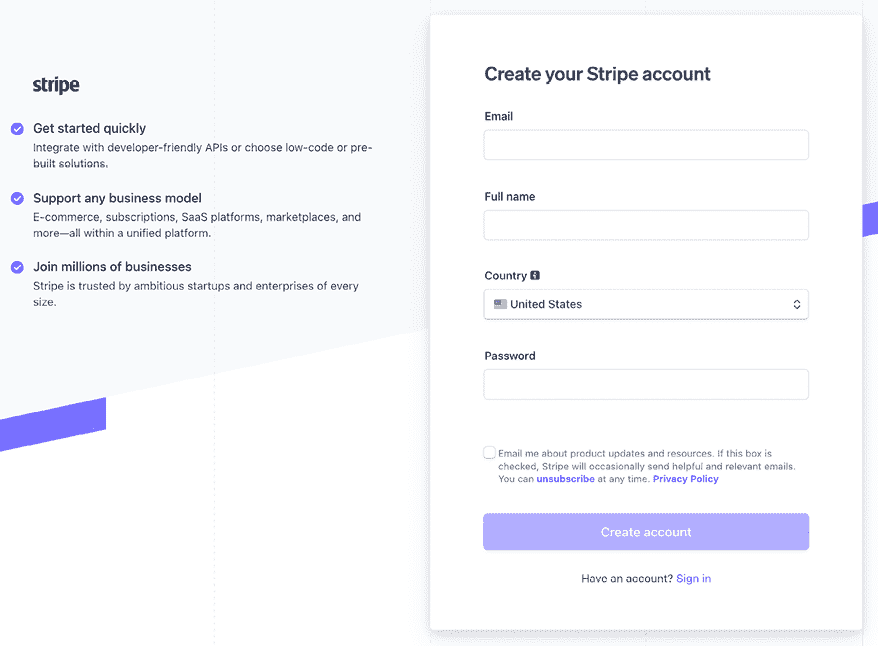 stripe
Get started quickly
Integrate with developer-friendly APIs or choose low-code or pre-
built solutions.
Support any business model
E-commerce, subscriptions, SaaS platforms, marketplaces, and
more—all within a unified platform.
Join millions of businesses
Stripe is trusted by ambitious startups and enterprises of every
size.
Create your Stripe account
Email
Full name
Country
United States
Password
Email me about product updates and resources. If this box is
checked, Stripe will occasionally send helpful and relevant emails.
You can unsubscribe at any time. Privacy Policy
Create account
Have an account? Sign in